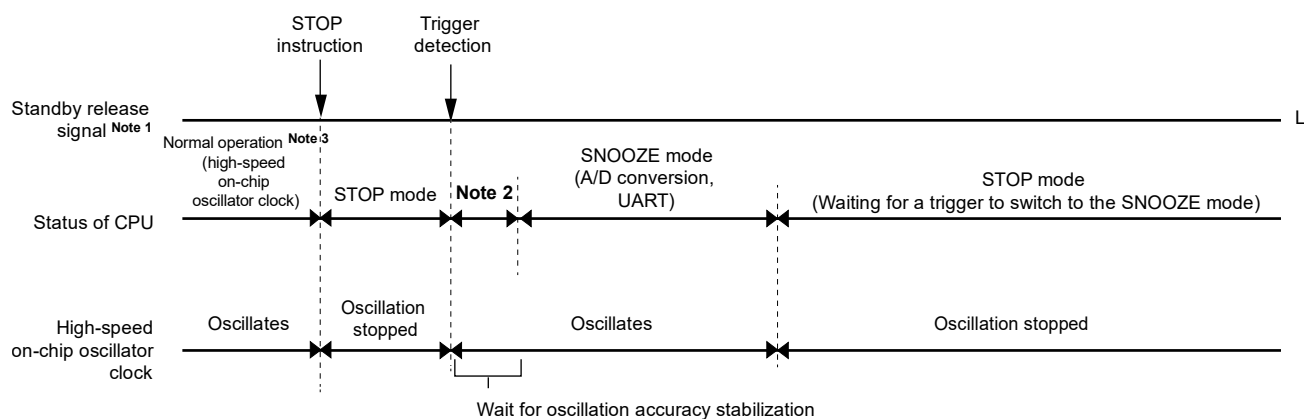 STOP
instruction
Trigger
detection
Standby release
signal Note 1
L
Normal operation Note 3
(high-speed
on-chip
oscillator clock)
STOP mode
Note 2
SNOOZE mode
(A/D conversion,
UART)
STOP mode
(Waiting for a trigger to switch to the SNOOZE mode)
Status of CPU
High-speed
on-chip oscillator
clock
Oscillates
Oscillation
stopped
Oscillates
Oscillation stopped
Wait for oscillation accuracy stabilization